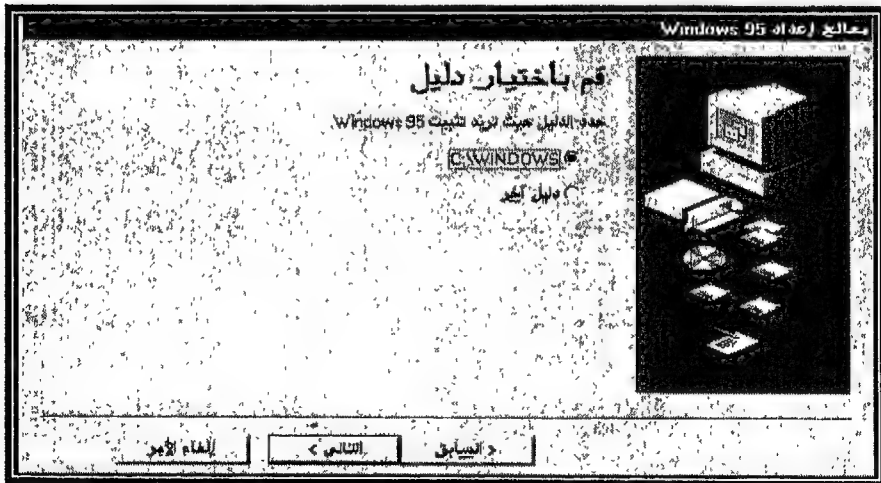 معالج إعداد Windows 95
قم باختيار دليل
حدد الدليل حيث تريد تثبيت Windows 95
C:\WINDOWS
دليل آخر
< السابق
التالي >
إلغاء الأمر